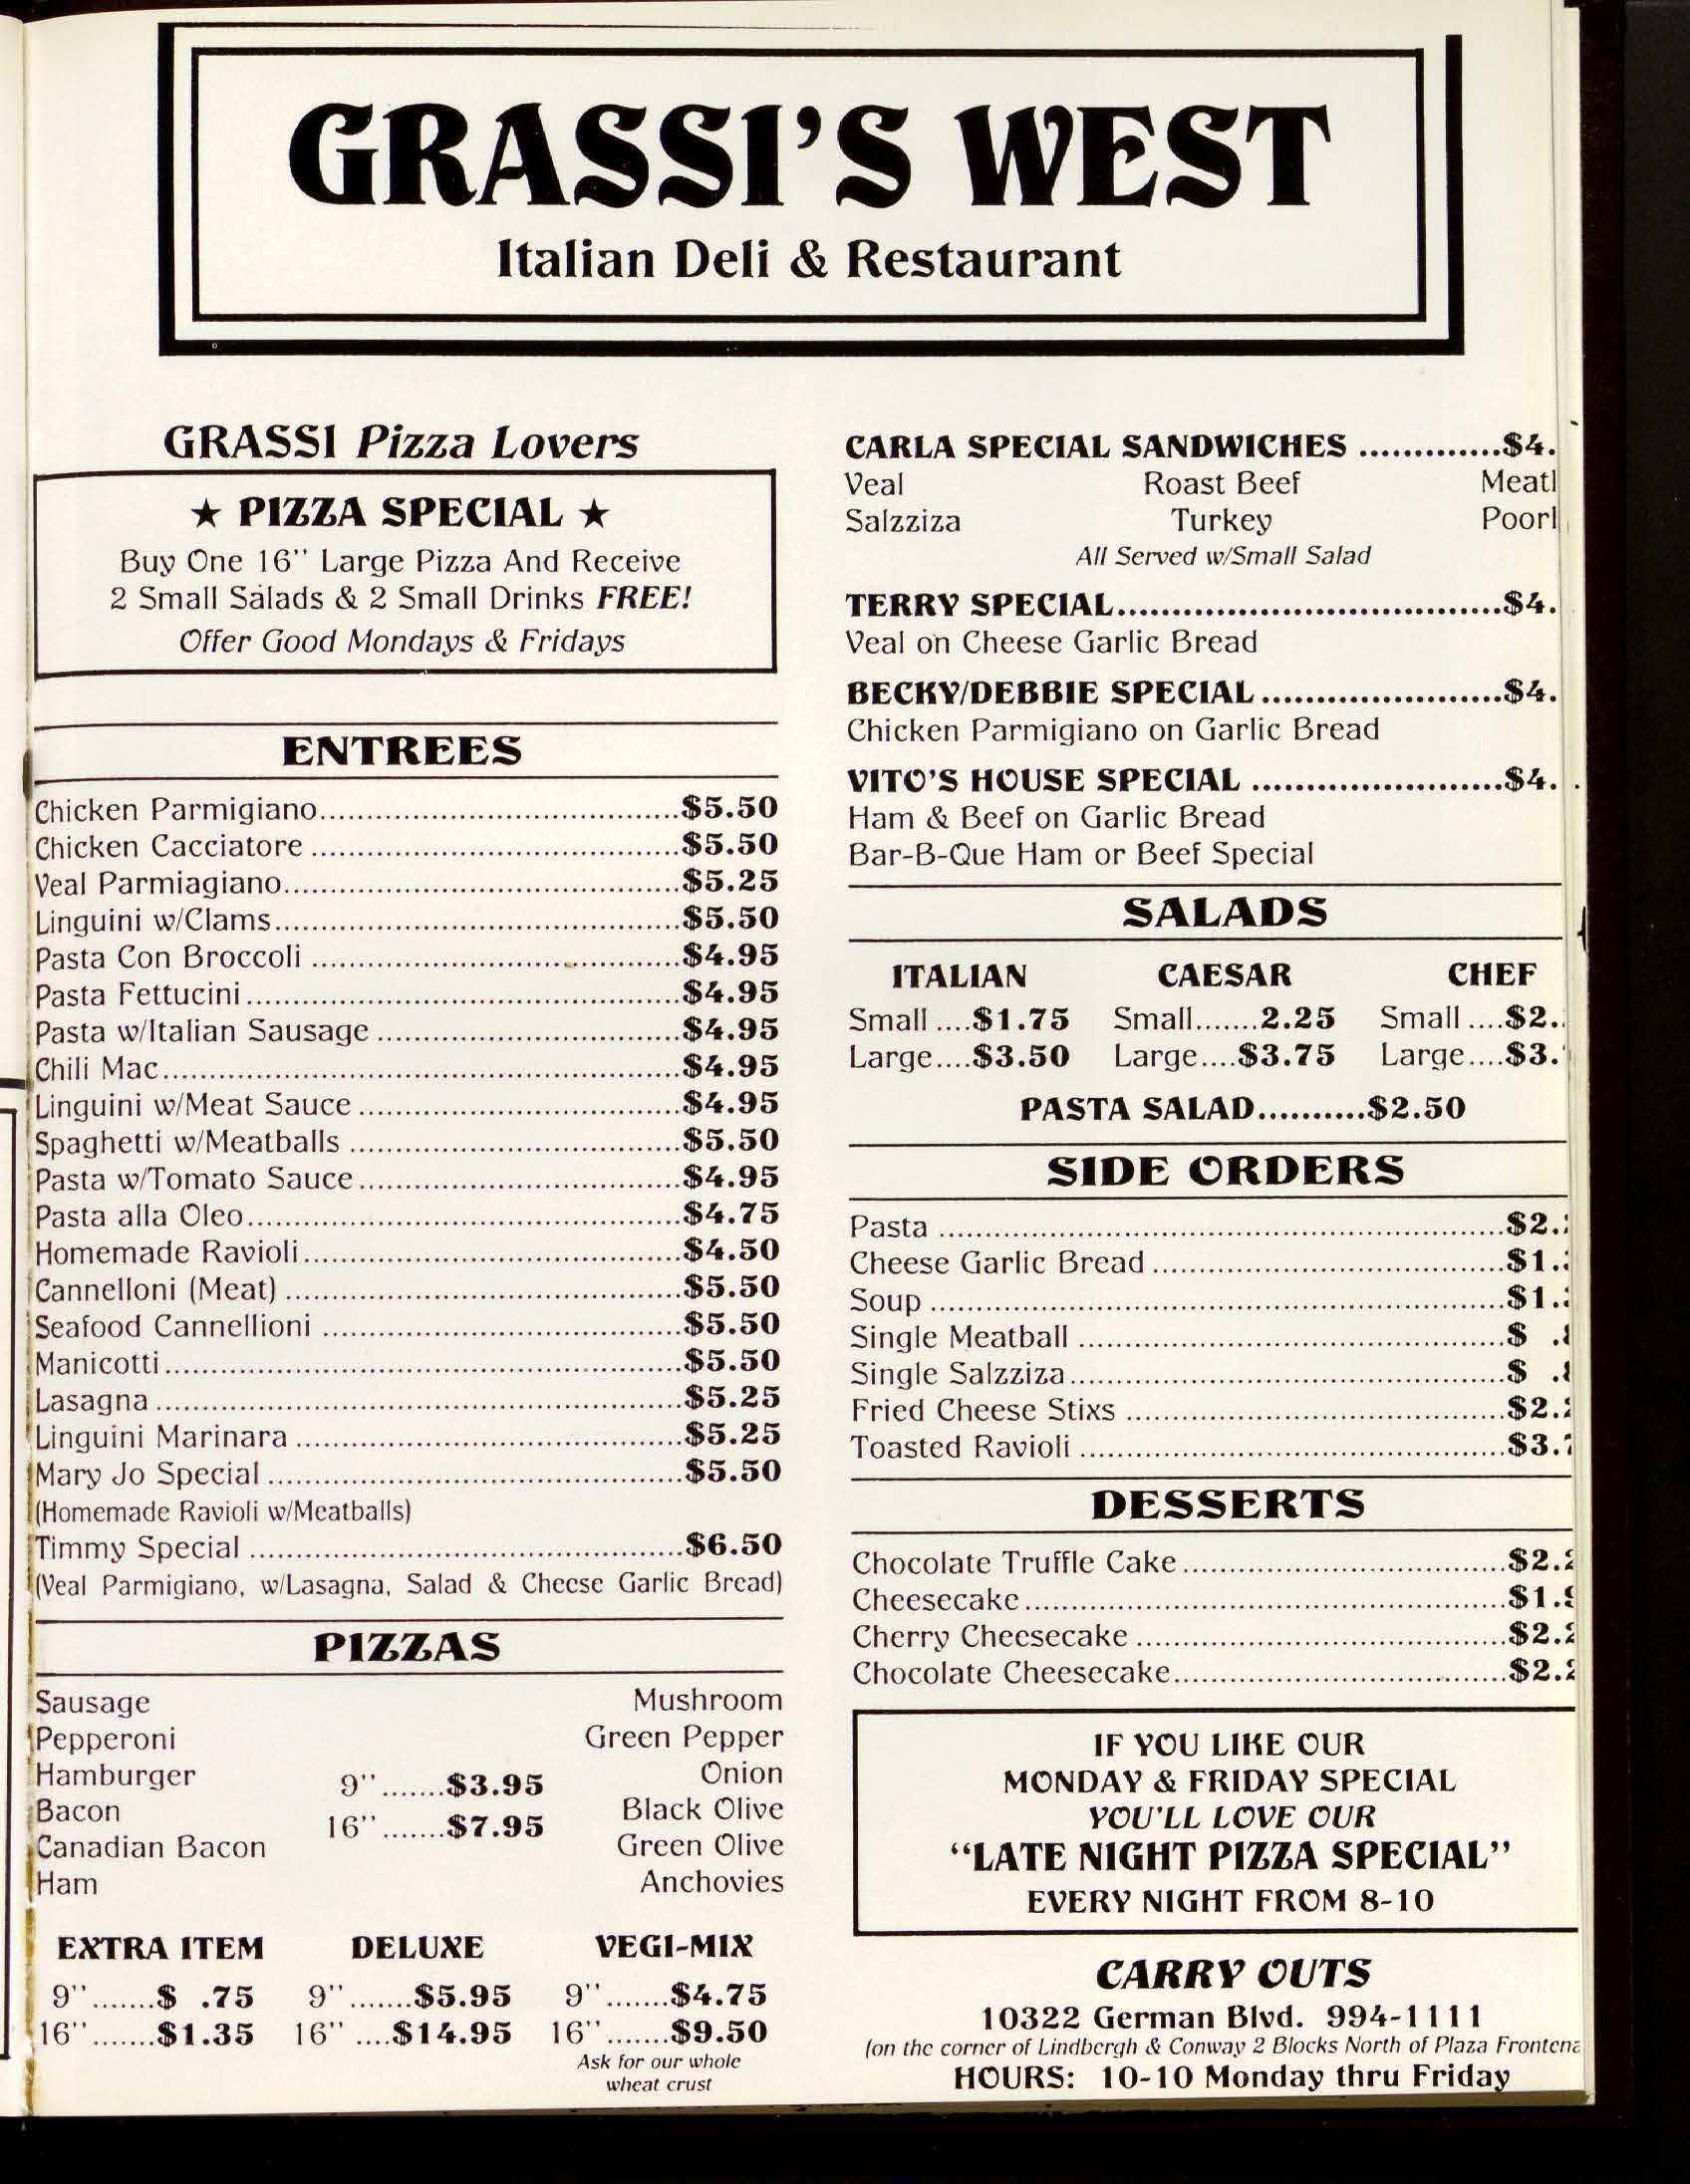 GRASSI'S WEST
Italian Deli & Restaurant
GRASSI Pizza Lovers
★ PIZZA SPECIAL ★
Buy One 16" Large Pizza And Receive
2 Small Salads & 2 Small Drinks FREE!
Offer Good Mondays & Fridays
ENTREES
Chicken Parmigiano $5.50
Chicken Cacciatore $5.50
Veal Parmiagiano $5.25
Linguini w/Clams $5.50
Pasta Con Broccoli $4.95
Pasta Fettucini $4.95
Pasta w/Italian Sausage $4.95
Chili Mac $4.95
Linguini w/Meat Sauce $4.95
Spaghetti w/Meatballs $5.50
Pasta w/Tomato Sauce $4.95
Pasta alla Oleo $4.75
Homemade Ravioli $4.50
Cannelloni (Meat) $5.50
Seafood Cannellioni $5.50
Manicotti $5.50
Lasagna $5.25
Linguini Marinara $5.25
Mary Jo Special $5.50
(Homemade Ravioli w/Meatballs)
Timmy Special $6.50
(Veal Parmigiano, w/Lasagna, Salad & Cheese Garlic Bread)
PIZZAS
Sausage Mushroom
Pepperoni Green Pepper
Hamburger 9" $3.95 Onion
Bacon 16" $7.95 Black Olive
Canadian Bacon Green Olive
Ham Anchovies
EXTRA ITEM DELUXE VEGI-MIX
9" $ .75 9" $5.95 9" $4.75
16" $1.35 16" $14.95 16" $9.50
Ask for our whole
wheat crust
CARLA SPECIAL SANDWICHES $4.
Veal Roast Beef
Salzziza Turkey
All Served w/Small Salad
TERRY SPECIAL $4.
Veal on Cheese Garlic Bread
BECKY/DEBBIE SPECIAL $4.
Chicken Parmigiano on Garlic Bread
VITO'S HOUSE SPECIAL $4.
Ham & Beef on Garlic Bread
Bar-B-Que Ham or Beef Special
SALADS
ITALIAN CAESAR CHEF
Small $1.75 Small 2.25 Small $2.
Large $3.50 Large $3.75 Large $3.
PASTA SALAD $2.50
SIDE ORDERS
Pasta $2.
Cheese Garlic Bread $1.
Soup $1.
Single Meatball $ .
Single Salzziza $ .
Fried Cheese Stixs $2.
Toasted Ravioli $3.
DESSERTS
Chocolate Truffle Cake $2.
Cheesecake $1.
Cherry Cheesecake $2.
Chocolate Cheesecake $2.
IF YOU LIKE OUR
MONDAY & FRIDAY SPECIAL
YOU'LL LOVE OUR
"LATE NIGHT PIZZA SPECIAL"
EVERY NIGHT FROM 8-10
CARRY OUTS
10322 German Blvd. 994-1111
(on the corner of Lindbergh & Conway 2 Blocks North of Plaza
HOURS: 10-10 Monday thru Friday